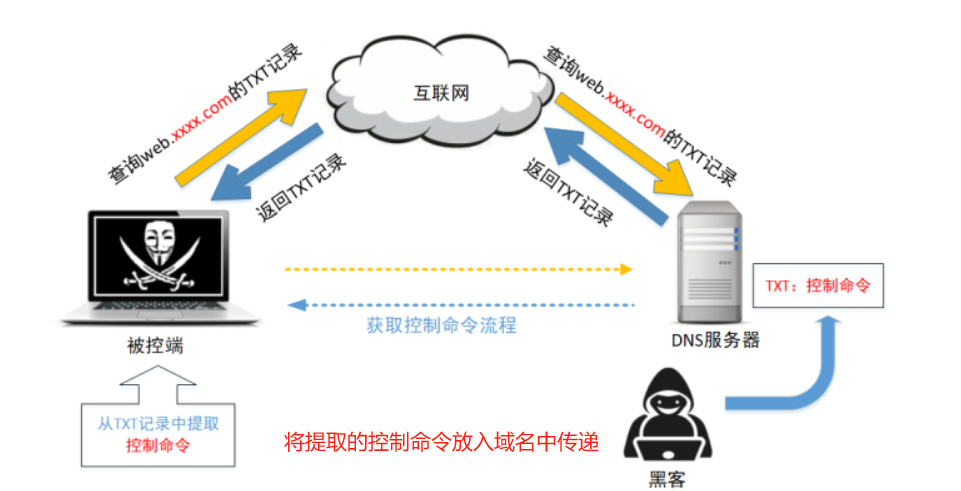 互联网
查询web.xxxx.com的TXT记录
返回TXT记录
查询web.xxxx.com的TXT记录
返回TXT记录
TXT：控制命令
获取控制命令流程
被控端
DNS服务器
从TXT记录中提取
控制命令
将提取的控制命令放入域名中传递
黑客